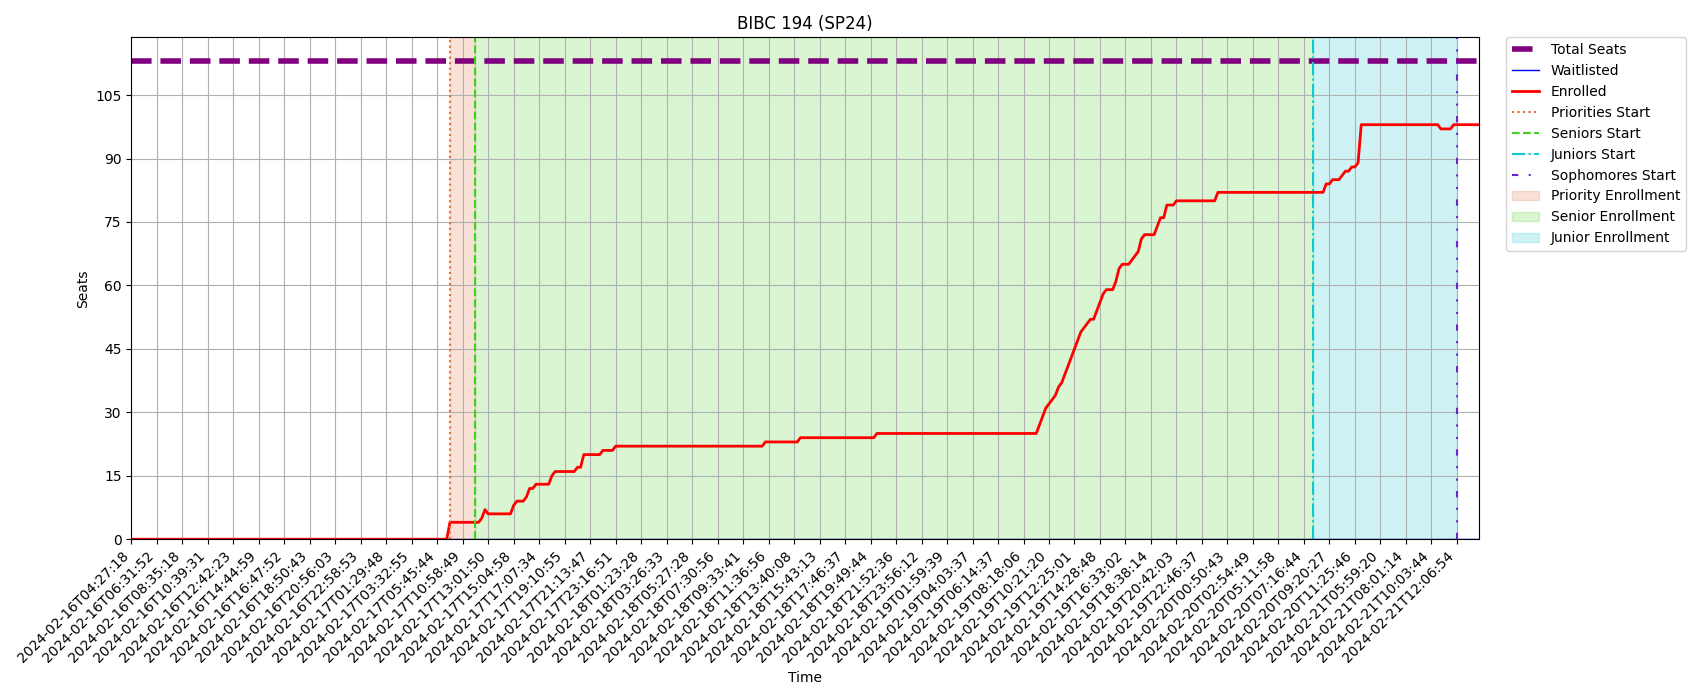 BIBC 194 (SP24)
Total Seats
Waitlisted
Enrolled
Priorities Start
Seniors Start
Juniors Start
Sophomores Start
Priority Enrollment
Senior Enrollment
Junior Enrollment
Seats
105
90
75
60
45
30
15
0
2024-02-16T04:27:18
2024-02-16T06:31:52
2024-02-16T08:35:18
2024-02-16T10:39:31
2024-02-16T12:42:23
2024-02-16T14:44:59
2024-02-16T16:47:52
2024-02-16T18:50:43
2024-02-16T20:56:03
2024-02-16T22:58:53
2024-02-17T01:29:48
2024-02-17T03:32:55
2024-02-17T05:45:44
2024-02-17T10:58:49
2024-02-17T13:01:50
2024-02-17T15:04:58
2024-02-17T17:07:34
2024-02-17T19:10:55
2024-02-17T21:13:47
2024-02-17T23:16:51
2024-02-18T01:23:28
2024-02-18T03:26:33
2024-02-18T05:27:28
2024-02-18T07:30:56
2024-02-18T09:33:41
2024-02-18T11:36:56
2024-02-18T13:40:08
2024-02-18T15:43:13
2024-02-18T17:46:37
2024-02-18T19:49:44
2024-02-18T21:52:36
2024-02-18T23:56:12
2024-02-19T01:59:39
2024-02-19T04:03:37
2024-02-19T06:14:37
2024-02-19T08:18:06
2024-02-19T10:21:20
2024-02-19T12:25:01
2024-02-19T14:28:48
2024-02-19T16:33:02
2024-02-19T18:38:14
2024-02-19T20:42:03
2024-02-19T22:46:37
2024-02-20T00:50:43
2024-02-20T02:54:49
2024-02-20T05:11:58
2024-02-20T07:16:44
2024-02-20T09:20:27
2024-02-20T11:25:46
2024-02-21T05:59:20
2024-02-21T08:01:14
2024-02-21T10:03:44
2024-02-21T12:06:54
Time